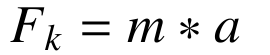 F_k = m * a